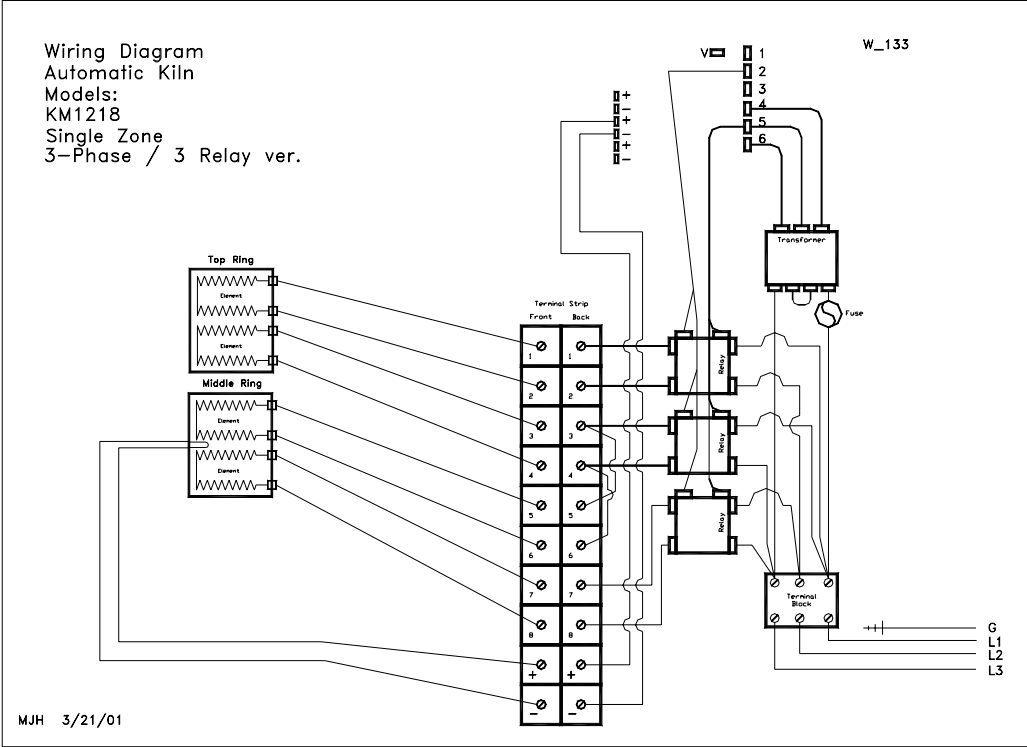 Wiring Diagram
Automatic Kiln
Models:
KM1218
Single Zone
3-Phase / 3 Relay ver.
W_133
V
1
2
3
4
5
6
+
-
+
-
+
-
Transformer
Fuse
Top Ring
Element
Element
Middle Ring
Element
Element
Terminal Strip
Front Back
1 1
2 2
3 3
4 4
5 5
6 6
7 7
8 8
+ +
- -
Relay
Relay
Relay
Terminal
Block
G
L1
L2
L3
MJH 3/21/01